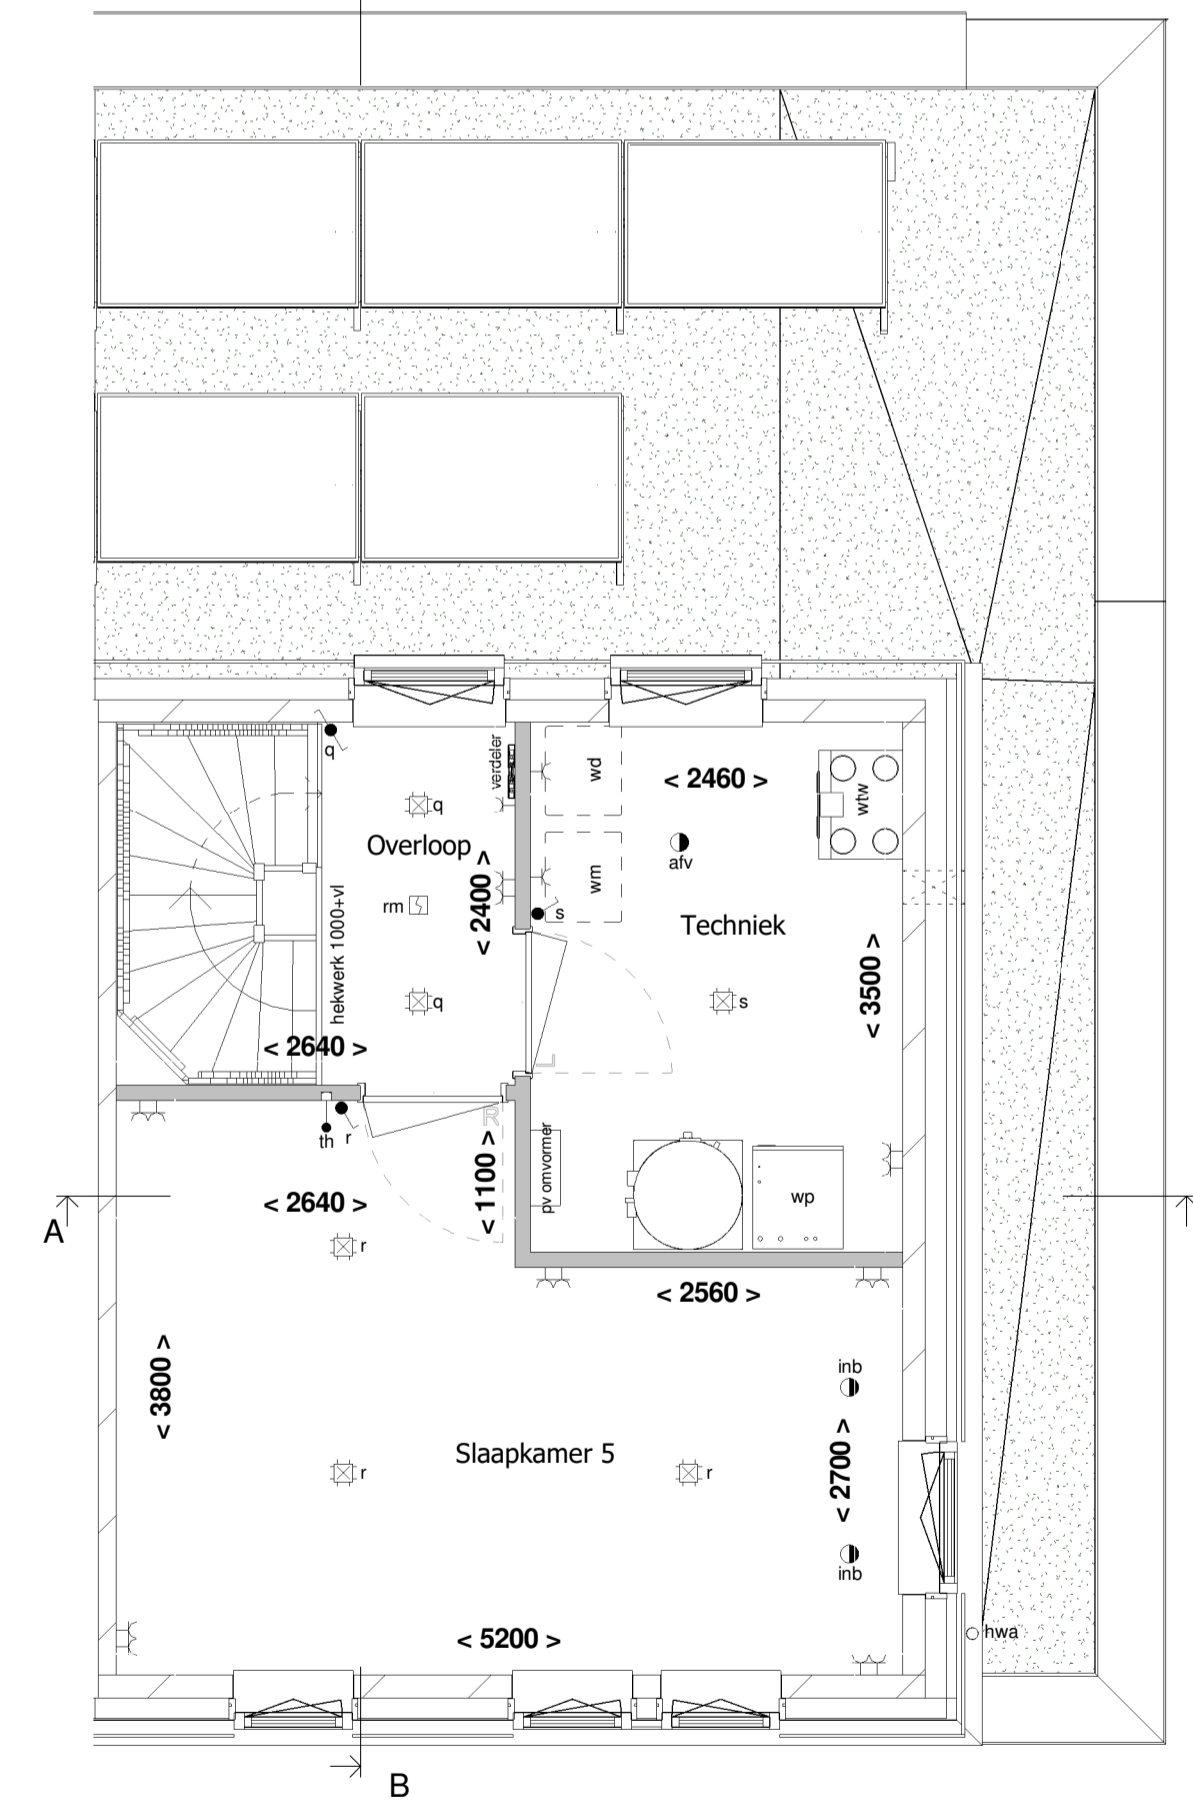 q
verdeler
wd
< 2460 >
wtw
q
Overloop
afv
wm
< 2400 >
rm
s
hekwerk 1000+vl
Techniek
< 3500 >
q
s
< 2640 >
L
R
th
r
< 1100 >
pv omvormer
wp
< 2640 >
A
r
< 2560 >
inb
< 3800 >
< 2700 >
Slaapkamer 5
r
r
inb
hwa
< 5200 >
B